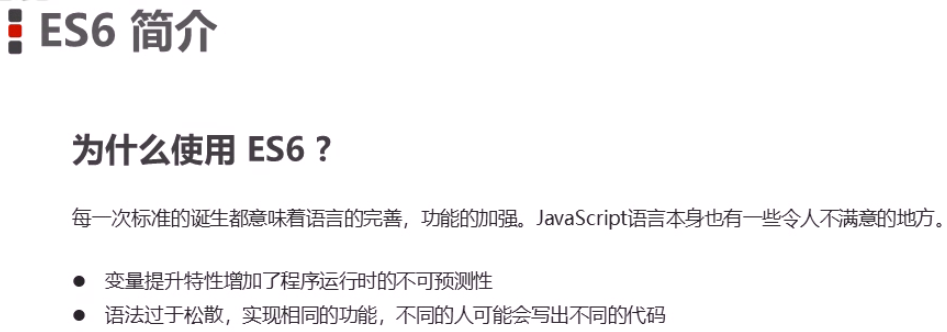 ES6 简介
为什么使用 ES6 ?
每一次标准的诞生都意味着语言的完善，功能的加强。JavaScript语言本身也有一些令人不满意的地方。
● 变量提升特性增加了程序运行时的不可预测性
● 语法过于松散，实现相同的功能，不同的人可能会写出不同的代码